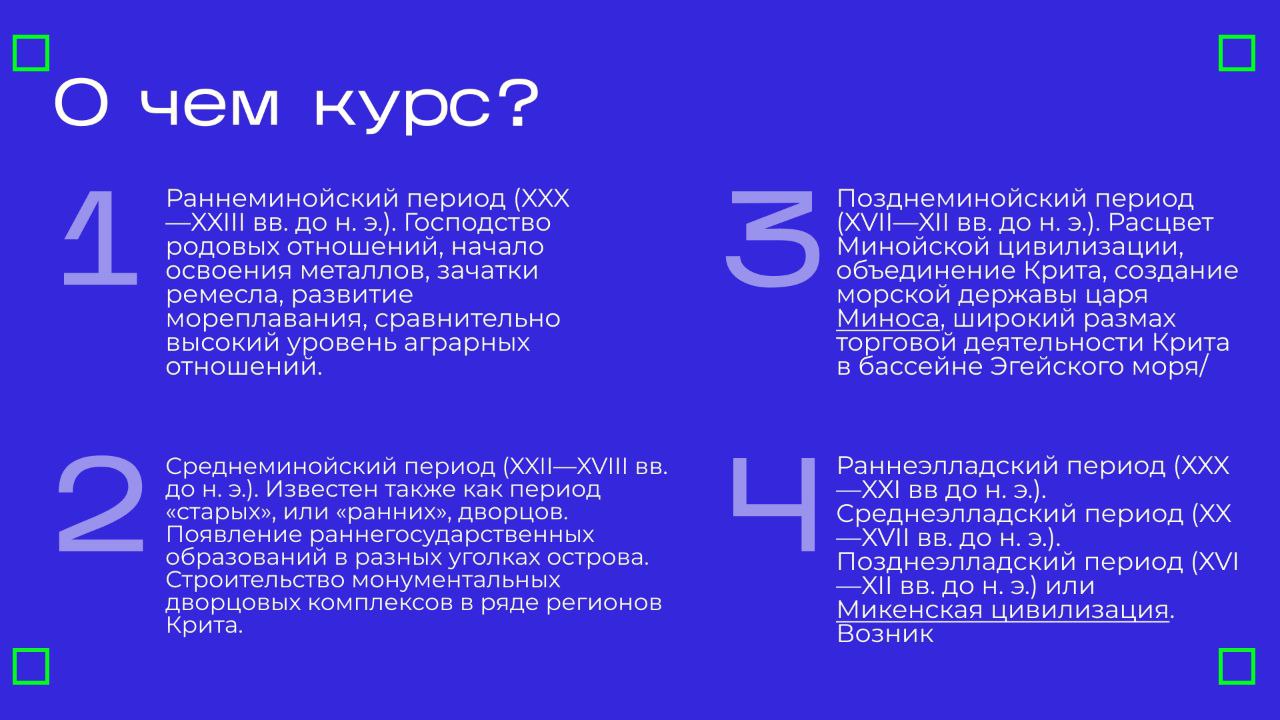 О чем курс?
1
Раннеминойский период (XXX
—XXIII вв. до н. э.). Господство
родовых отношений, начало
освоения металлов, зачатки
ремесла, развитие
мореплавания, сравнительно
высокий уровень аграрных
отношений.
2
Среднеминойский период (XXII—XVIII вв.
до н. э.). Известен также как период
«старых», или «ранних», дворцов.
Появление раннегосударственных
образований в разных уголках острова.
Строительство монументальных
дворцовых комплексов в ряде регионов
Крита.
3
Позднеминойский период
(XVII—XII вв. до н. э.). Расцвет
Минойской цивилизации,
объединение Крита, создание
морской державы царя
Миноса, широкий размах
торговой деятельности Крита
в бассейне Эгейского моря/
4
Раннеэлладский период (XXX
—XXI вв до н. э.).
Среднеэлладский период (XX
—XVII вв. до н. э.).
Позднеэлладский период (XVI
—XII вв. до н. э.) или
Микенская цивилизация.
Возник